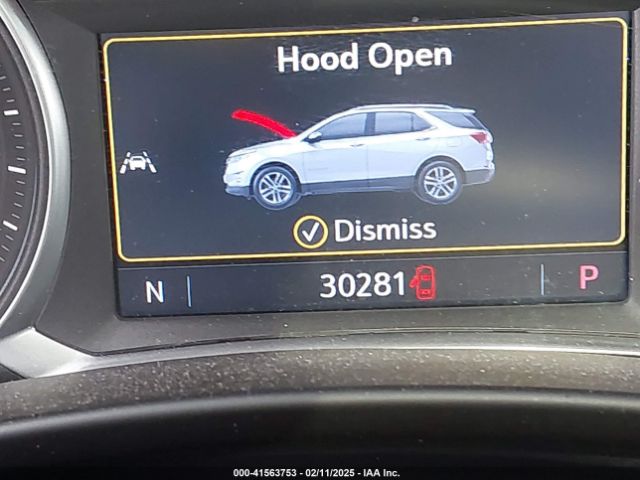 Hood Open
Dismiss
N 30281 P
000-41563753 - 02/11/2025 - IAA Inc.